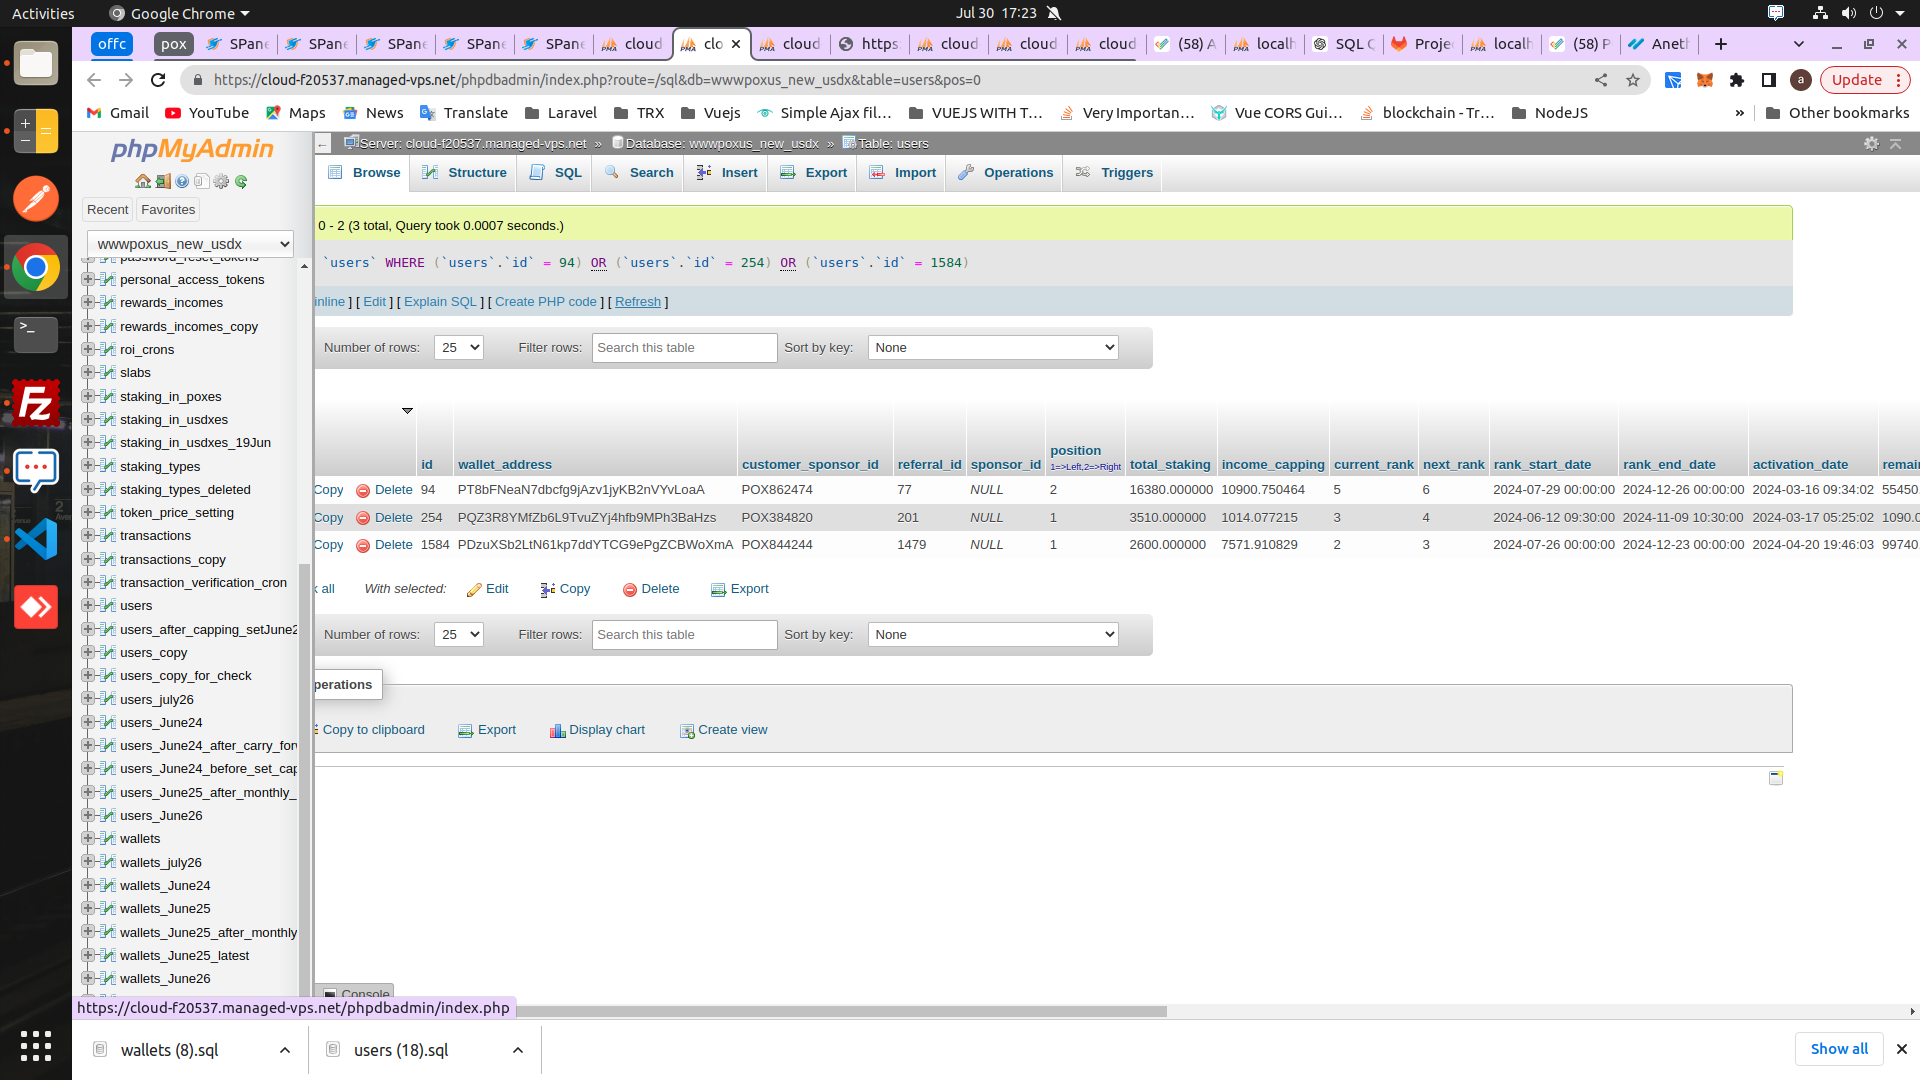 Activities
Google Chrome
Jul 30 17:23
offc
pox
SPane
SPane
SPane
SPane
SPane
cloud
clo
cloud
https:
cloud
cloud
cloud
(58) A
localh
SQL Q
Projec
localh
(58) P
Aneth
https://cloud-f20537.managed-vps.net/phpdbadmin/index.php?route=/sql&db=wwwpoxus_new_usdx&table=users&pos=0
a
Update
Gmail
YouTube
Maps
News
Translate
Laravel
TRX
Vuejs
Simple Ajax fil…
VUEJS WITH T…
Very Importan…
Vue CORS Gui…
blockchain - Tr…
NodeJS
»
Other bookmarks
phpMyAdmin
Recent
Favorites
wwwpoxus_new_usdx
password_reset_tokens
personal_access_tokens
rewards_incomes
rewards_incomes_copy
roi_crons
slabs
staking_in_poxes
staking_in_usdxes
staking_in_usdxes_19Jun
staking_types
staking_types_deleted
token_price_setting
transactions
transactions_copy
transaction_verification_cron
users
users_after_capping_setJune2
users_copy
users_copy_for_check
users_july26
users_June24
users_June24_after_carry_forv
users_June24_before_set_cap
users_June25_after_monthly_
users_June26
wallets
wallets_july26
wallets_June24
wallets_June25
wallets_June25_after_monthly
wallets_June25_latest
wallets_June26
Server: cloud-f20537.managed-vps.net » Database: wwwpoxus_new_usdx » Table: users
Browse
Structure
SQL
Search
Insert
Export
Import
Operations
Triggers
0 - 2 (3 total, Query took 0.0007 seconds.)
`users` WHERE (`users`.`id` = 94) OR (`users`.`id` = 254) OR (`users`.`id` = 1584)
inline ] [ Edit ] [ Explain SQL ] [ Create PHP code ] [ Refresh ]
Number of rows: 25 Filter rows: Search this table Sort by key: None
id wallet_address customer_sponsor_id referral_id sponsor_id position 1=>Left,2=>Right total_staking income_capping current_rank next_rank rank_start_date rank_end_date activation_date remain
Copy Delete 94 PT8bFNeaN7dbcfg9jAzv1jyKB2nVYvLoaA POX862474 77 NULL 2 16380.000000 10900.750464 5 6 2024-07-29 00:00:00 2024-12-26 00:00:00 2024-03-16 09:34:02 55450.
Copy Delete 254 PQZ3R8YMfZb6L9TvuZYj4hfb9MPh3BaHzs POX384820 201 NULL 1 3510.000000 1014.077215 3 4 2024-06-12 09:30:00 2024-11-09 10:30:00 2024-03-17 05:25:02 1090.0
Copy Delete 1584 PDzuXSb2LtN61kp7ddYTCG9ePgZCBWoXmA POX844244 1479 NULL 1 2600.000000 7571.910829 2 3 2024-07-26 00:00:00 2024-12-23 00:00:00 2024-04-20 19:46:03 99740.
k all With selected: Edit Copy Delete Export
Number of rows: 25 Filter rows: Search this table Sort by key: None
perations
Copy to clipboard
Export
Display chart
Create view
Console
https://cloud-f20537.managed-vps.net/phpdbadmin/index.php
wallets (8).sql
users (18).sql
Show all